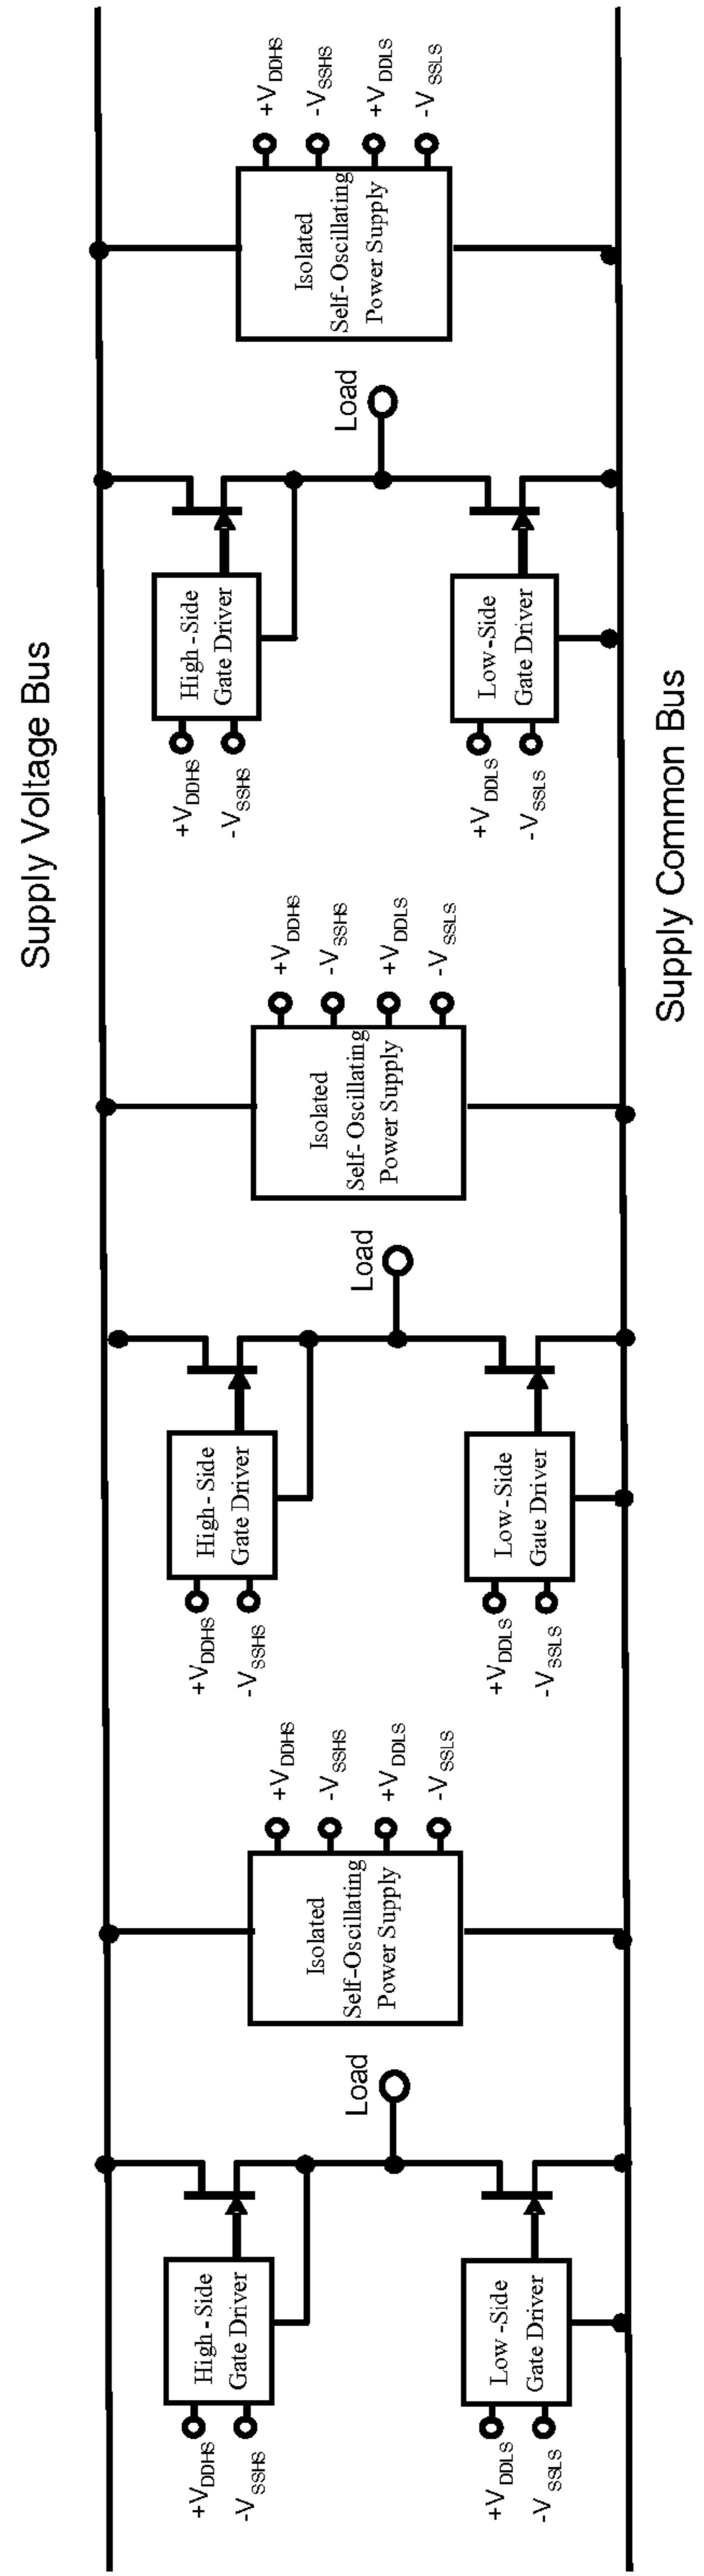 Supply Voltage Bus
+VDDHS
-VSSHS
High-Side
Gate Driver
+VDDLS
-VSSLS
Low-Side
Gate Driver
Load
Isolated
Self-Oscillating
Power Supply
+VDDHS
-VSSHS
+VDDLS
-VSSLS
+VDDHS
-VSSHS
High-Side
Gate Driver
+VDDLS
-VSSLS
Low-Side
Gate Driver
Load
Isolated
Self-Oscillating
Power Supply
+VDDHS
-VSSHS
+VDDLS
-VSSLS
+VDDHS
-VSSHS
High-Side
Gate Driver
+VDDLS
-VSSLS
Low-Side
Gate Driver
Load
Isolated
Self-Oscillating
Power Supply
+VDDHS
-VSSHS
+VDDLS
-VSSLS
Supply Common Bus